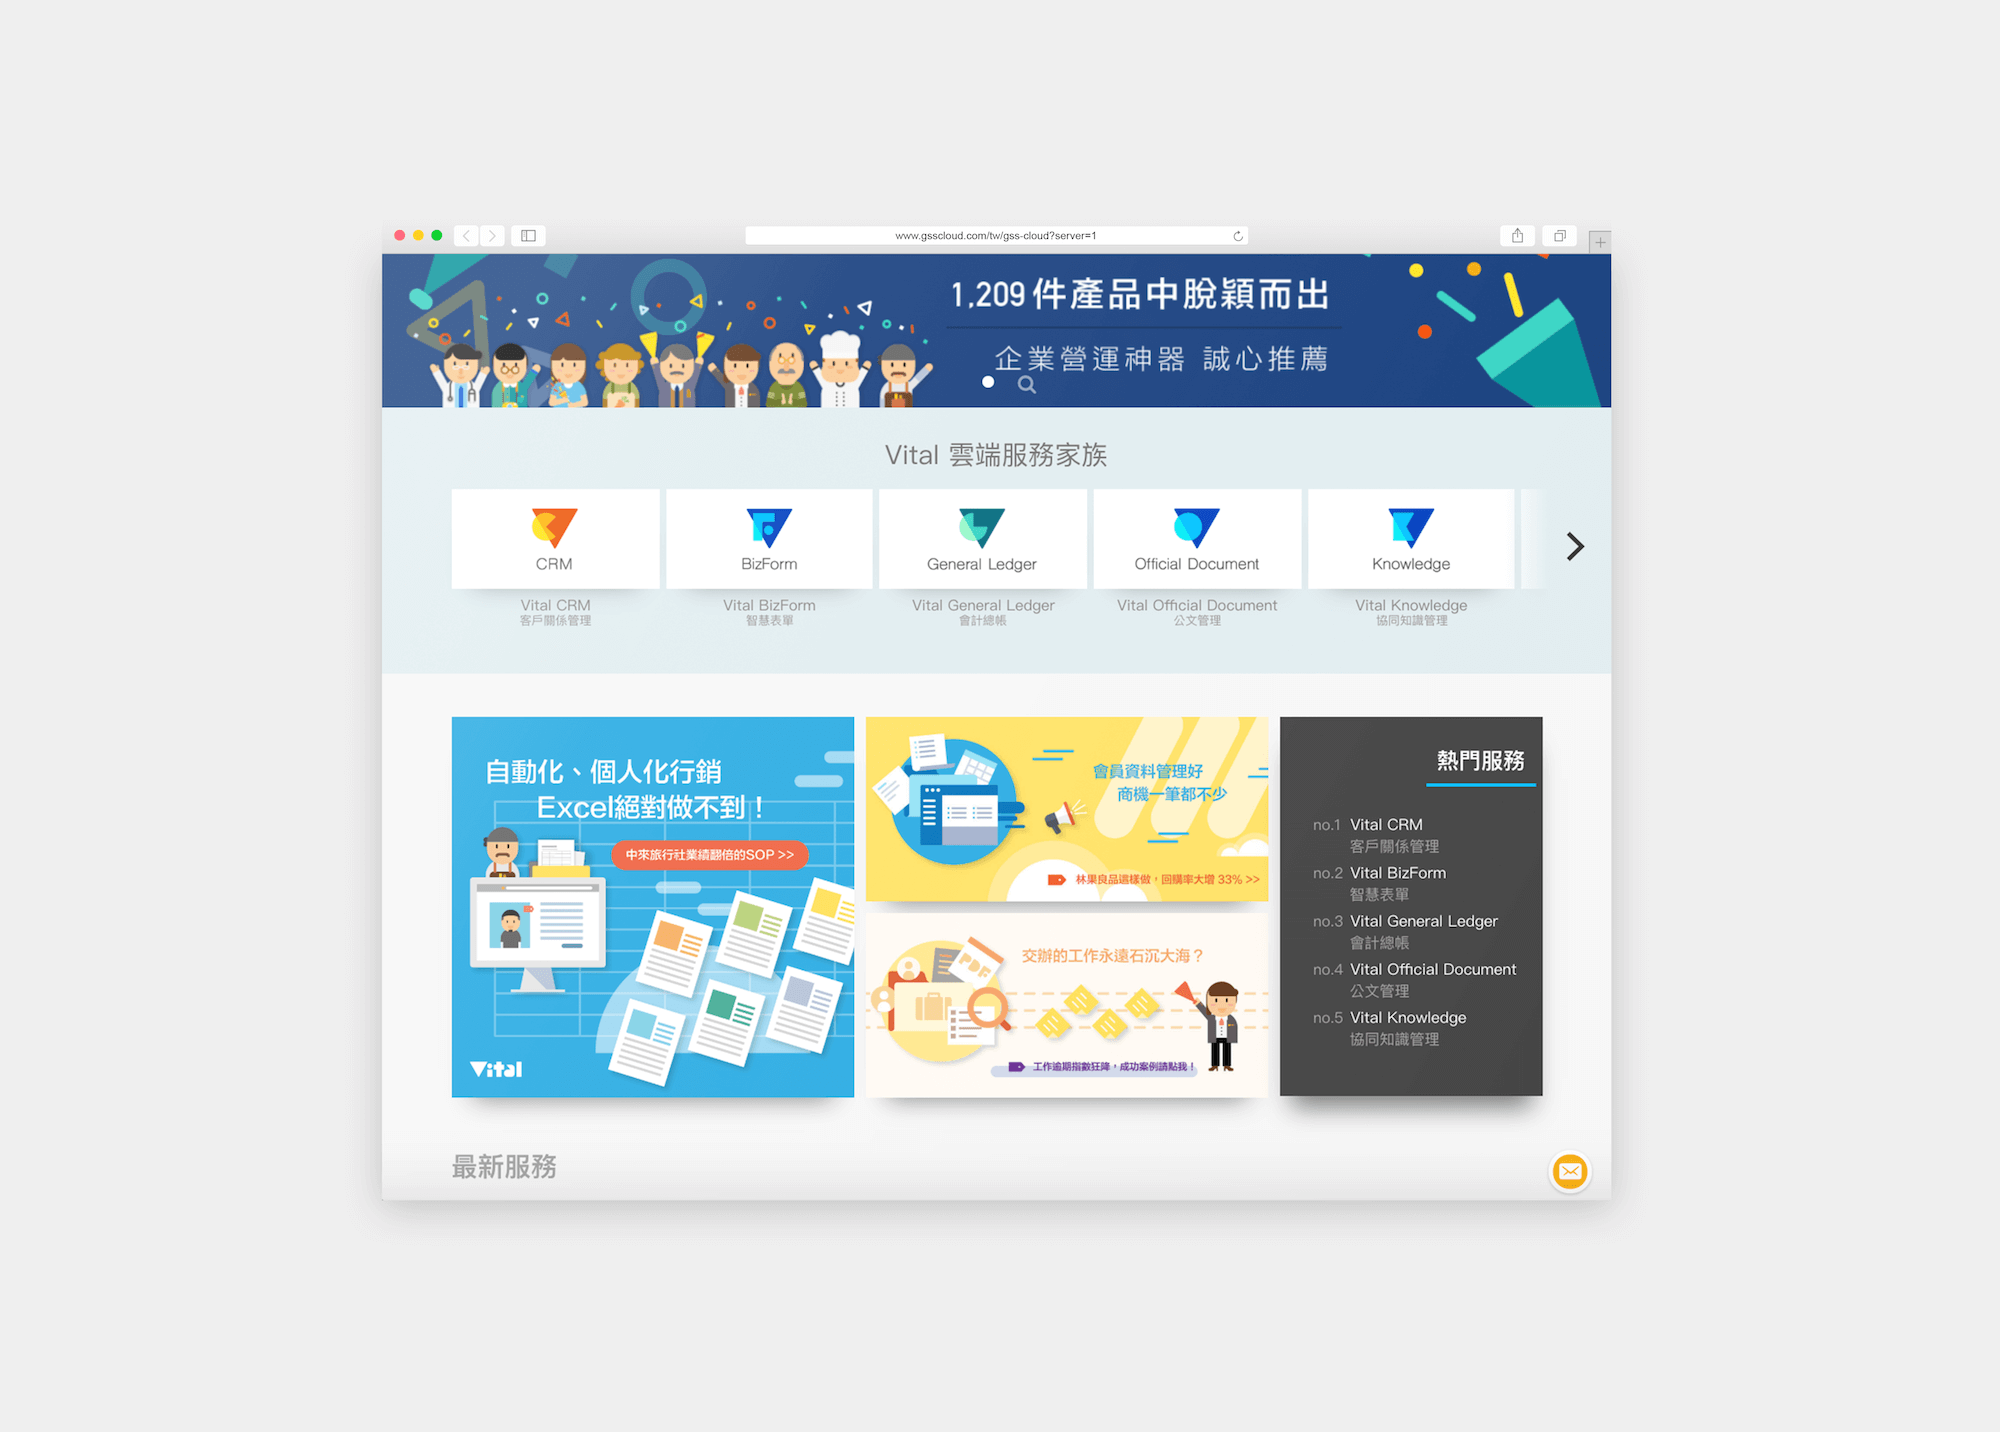 www.gsscloud.com/tw/gss-cloud?server=1
1,209 件產品中脫穎而出
企業營運神器 誠心推薦
Vital 雲端服務家族
CRM
BizForm
General Ledger
Official Document
Knowledge
Vital CRM
客戶關係管理
Vital BizForm
智慧表單
Vital General Ledger
會計總帳
Vital Official Document
公文管理
Vital Knowledge
協同知識管理
自動化、個人化行銷
Excel絕對做不到！
中來旅行社業績翻倍的SOP >>
Vital
會員資料管理好
商機一筆都不少
林果良品這樣做，回購率大增 33% >>
PDF
交辦的工作永遠石沉大海？
工作逾期指數狂降，成功案例請點我！
熱門服務
no.1 Vital CRM
客戶關係管理
no.2 Vital BizForm
智慧表單
no.3 Vital General Ledger
會計總帳
no.4 Vital Official Document
公文管理
no.5 Vital Knowledge
協同知識管理
最新服務